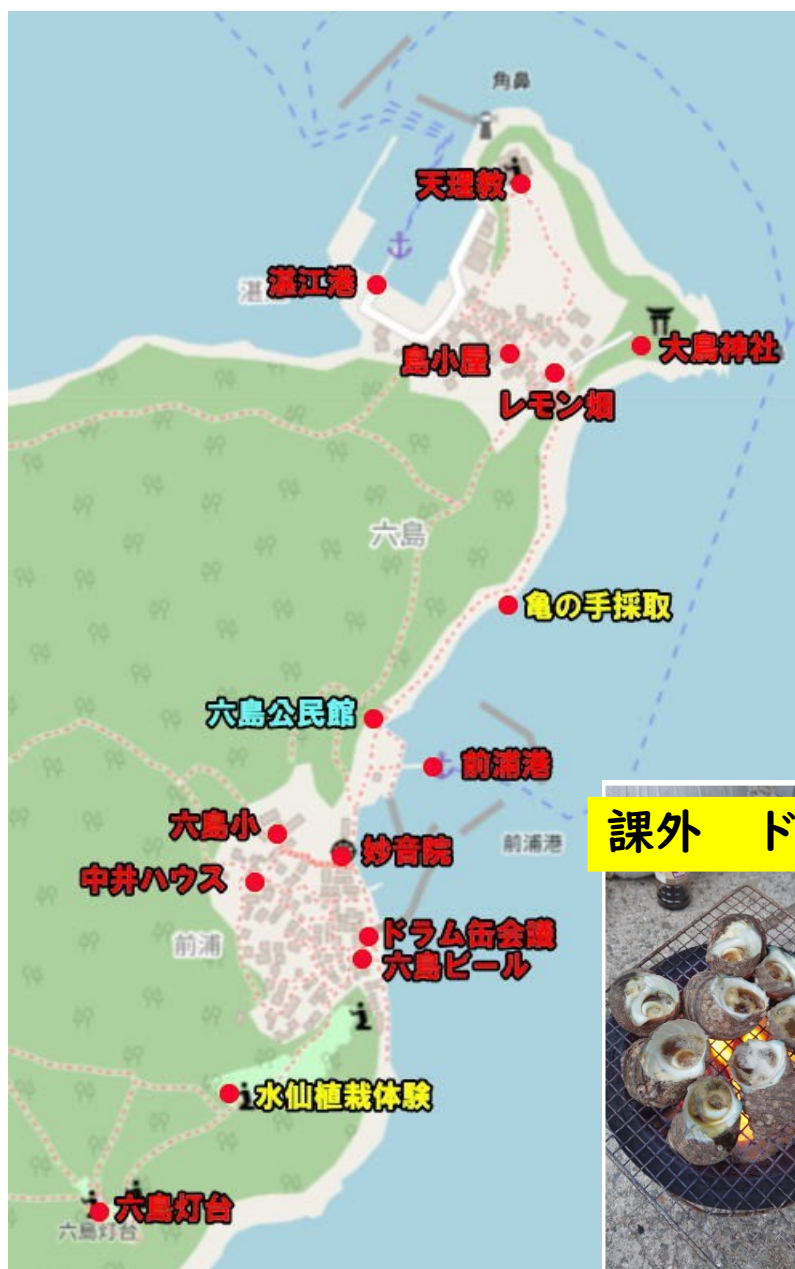 角鼻
天理教
湛江港
湛
大鳥神社
島小屋
レモン畑
六島
亀の手採取
六島公民館
前浦港
六島小
妙音院
前浦港
中井ハウス
課外 ド
ドラム缶会議
前浦
六島ビール
水仙植栽体験
六島灯台
六島灯台